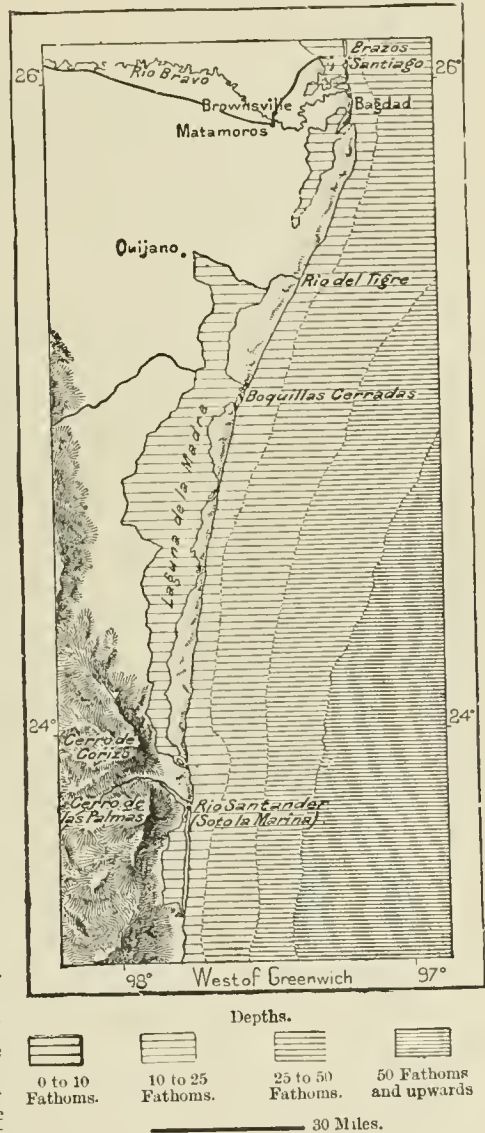 Brazos
Santiago
26°
26°
Rio Bravo
Brownsville
Bagdad
Matamoros
Quijano
Rio del Tigre
Boquillas Cerradas
Laguna de la Madre
24°
24°
Cerro de
Gorizo
Cerro de
las Palmas
Rio Santander
(Soto la Marina)
98°
West of Greenwich
97°
Depths.
0 to 10
Fathoms.
10 to 25
Fathoms.
25 to 50
Fathoms.
50 Fathoms
and upwards
30 Miles.